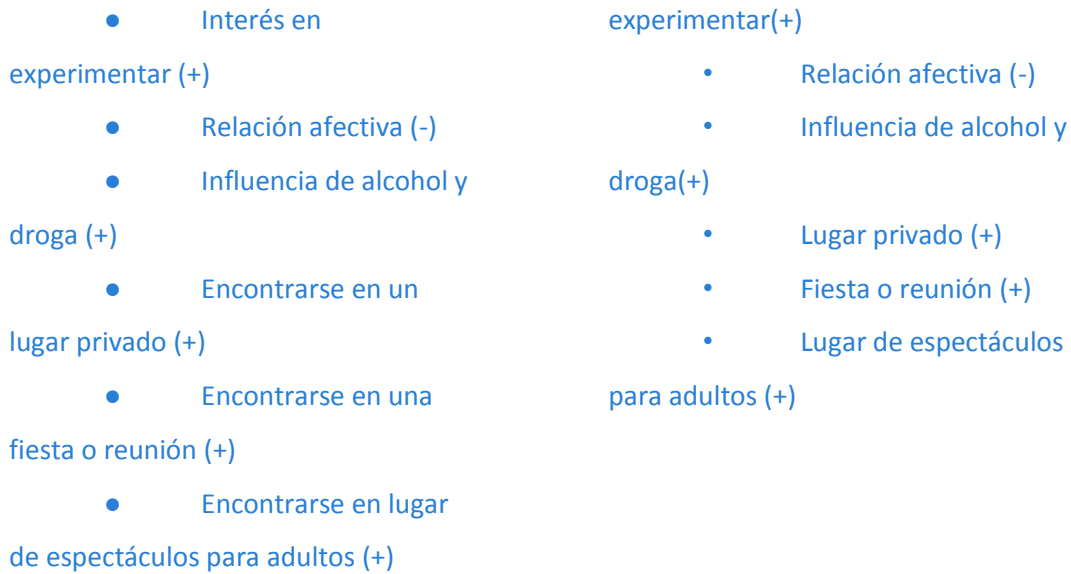 ● Interés en
experimentar (+)
● Relación afectiva (-)
● Influencia de alcohol y
droga (+)
● Encontrarse en un
lugar privado (+)
● Encontrarse en una
fiesta o reunión (+)
● Encontrarse en lugar
de espectáculos para adultos (+)
experimentar(+)
• Relación afectiva (-)
• Influencia de alcohol y
droga(+)
• Lugar privado (+)
• Fiesta o reunión (+)
• Lugar de espectáculos
para adultos (+)